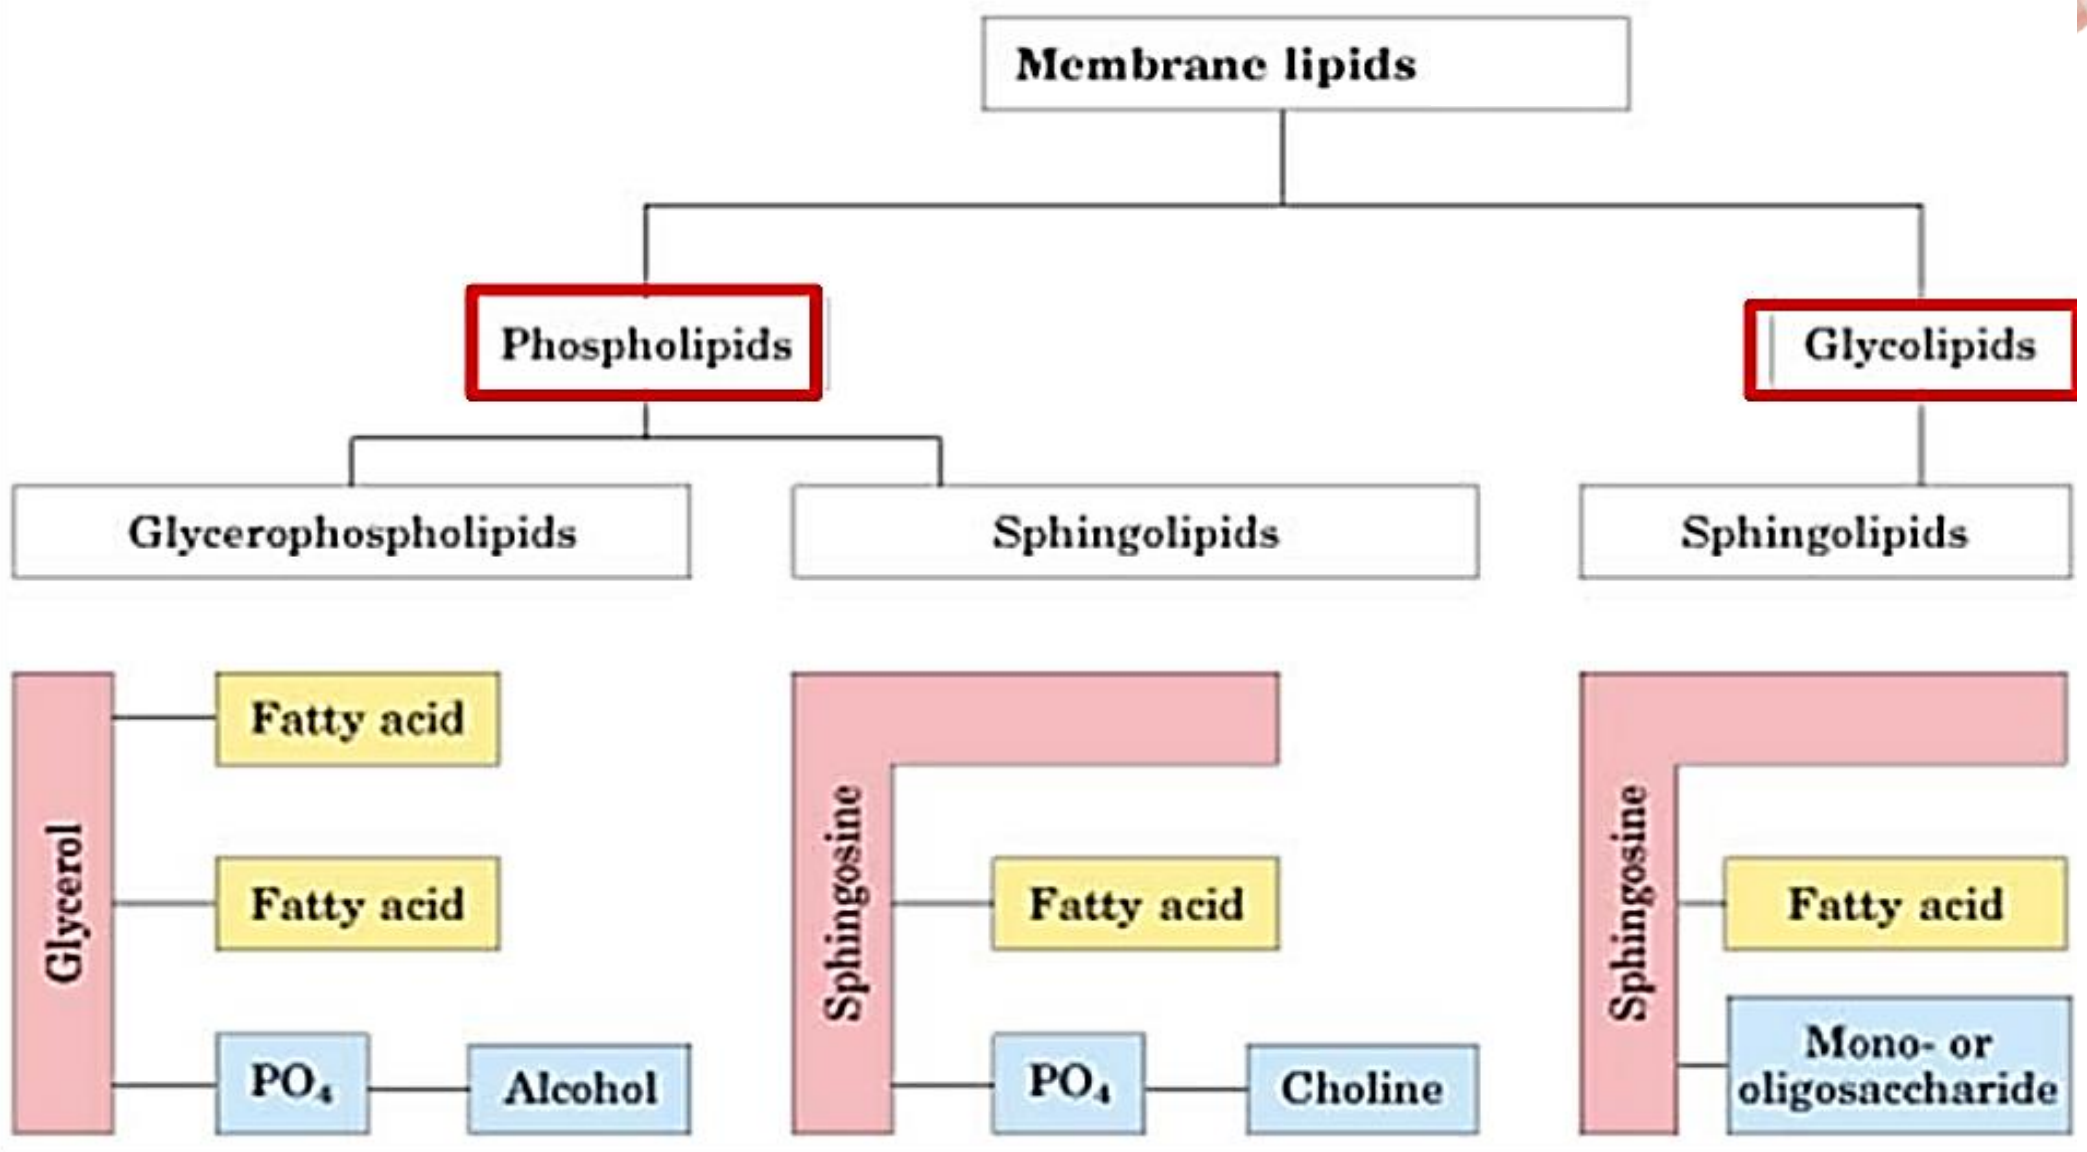 Membrane lipids
Phospholipids
Glycolipids
Glycerophospholipids
Sphingolipids
Sphingolipids
Glycerol
Fatty acid
Fatty acid
PO₄
Alcohol
Sphingosine
Fatty acid
PO₄
Choline
Sphingosine
Fatty acid
Mono- or
oligosaccharide